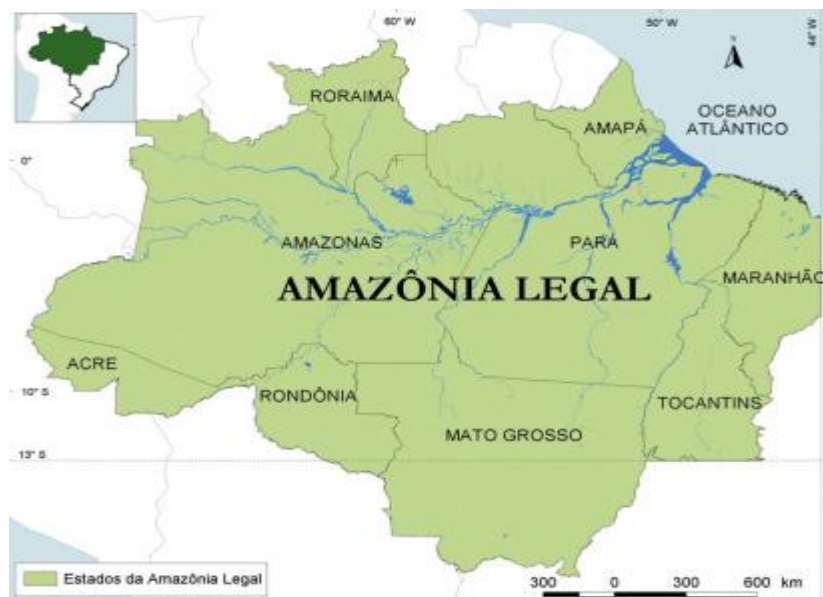 60° W
50° W
44° W
N
RORAIMA
AMAPÁ
OCEANO
ATLÂNTICO
0°
AMAZONAS
PARÁ
MARANHÃO
AMAZÔNIA LEGAL
ACRE
10° S
RONDÔNIA
TOCANTINS
MATO GROSSO
13° S
Estados da Amazônia Legal
300 0 300 600 km